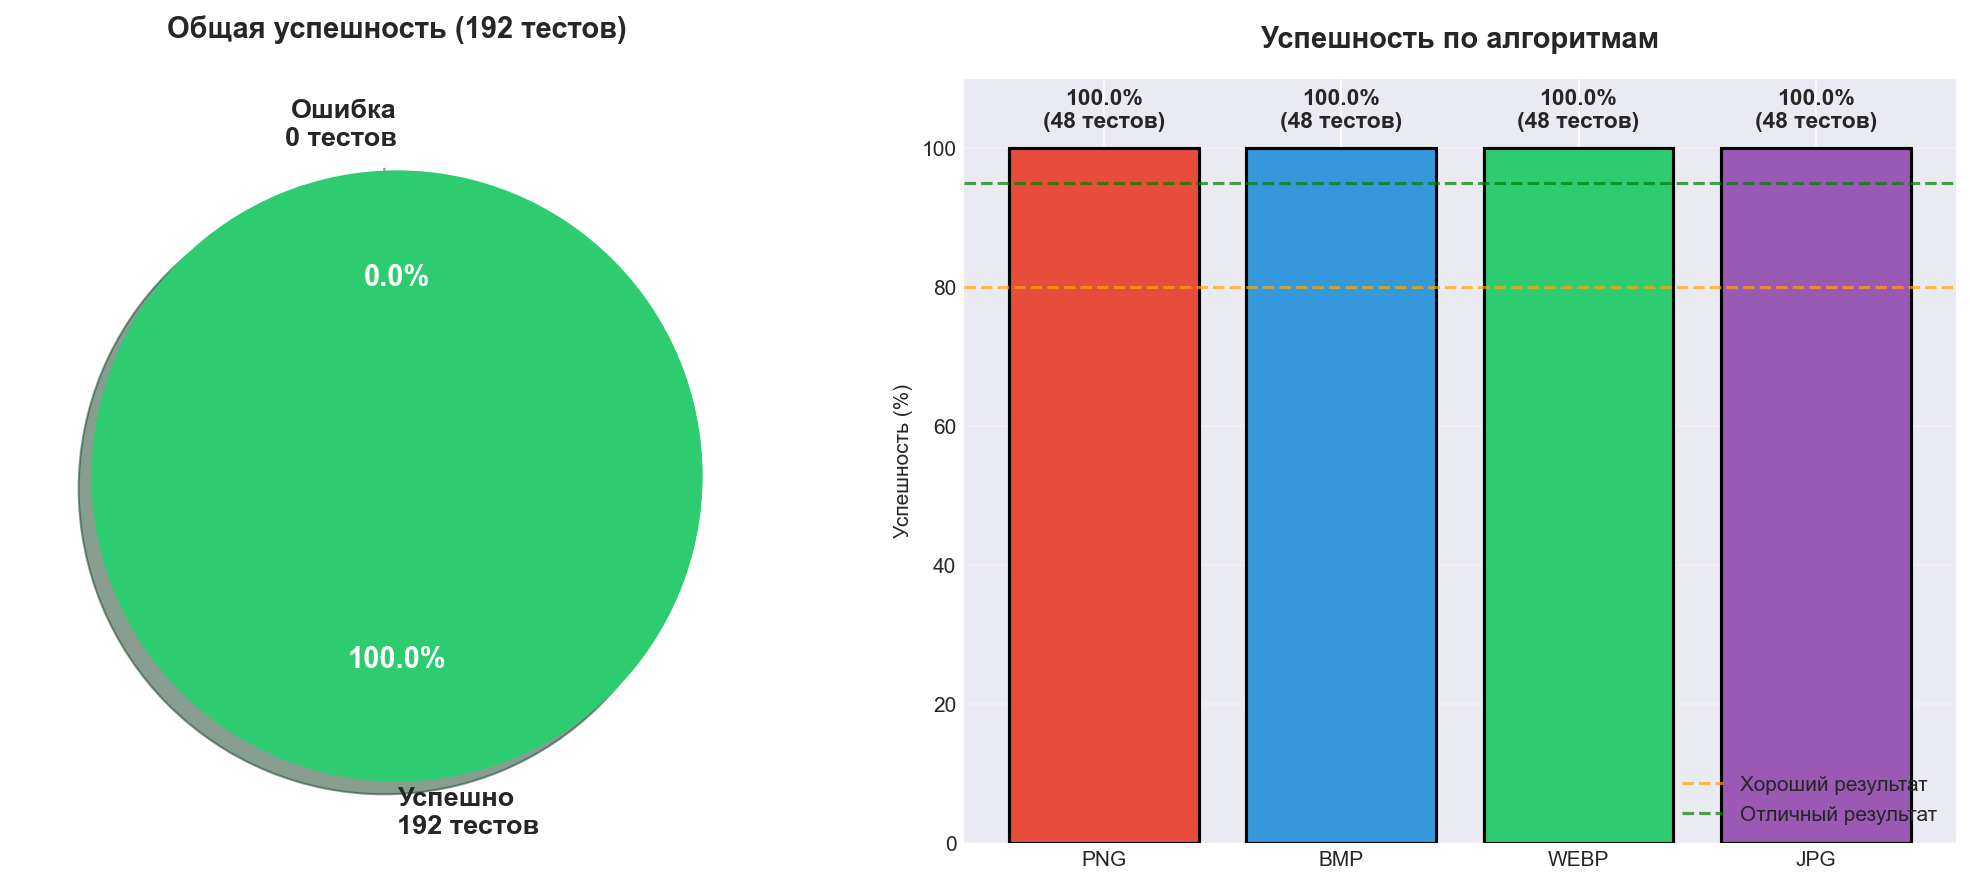 Общая успешность (192 тестов)
Ошибка
0 тестов
0.0%
100.0%
Успешно
192 тестов
Успешность по алгоритмам
100.0%
(48 тестов)
100.0%
(48 тестов)
100.0%
(48 тестов)
100.0%
(48 тестов)
Успешность (%)
100
80
60
40
20
0
PNG
BMP
WEBP
JPG
Хороший результат
Отличный результат